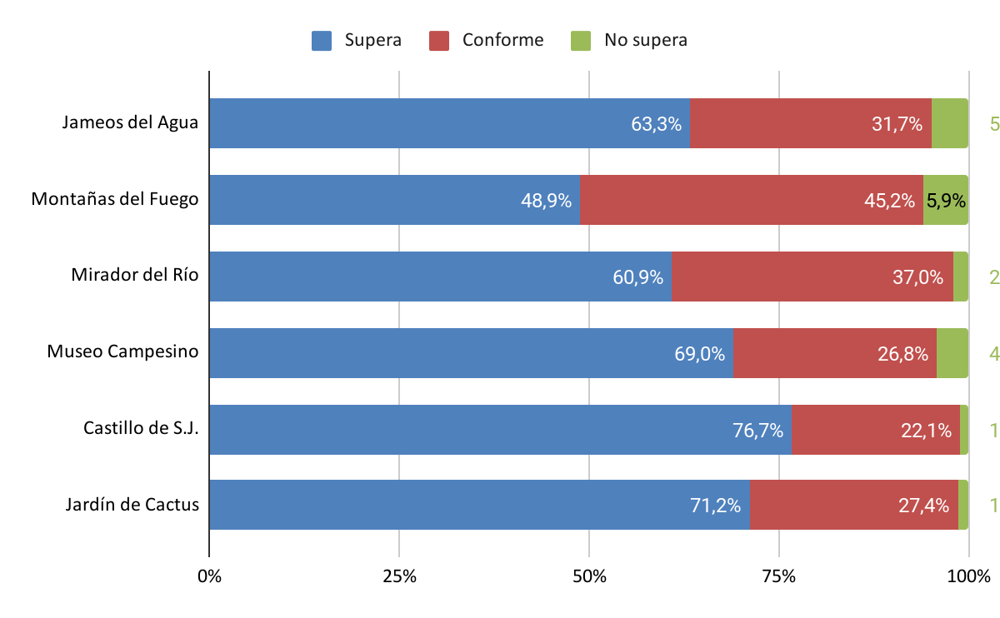 Supera Conforme No supera
Jameos del Agua 63,3% 31,7% 5
Montañas del Fuego 48,9% 45,2% 5,9%
Mirador del Río 60,9% 37,0% 2
Museo Campesino 69,0% 26,8% 4
Castillo de S.J. 76,7% 22,1% 1
Jardín de Cactus 71,2% 27,4% 1
0% 25% 50% 75% 100%